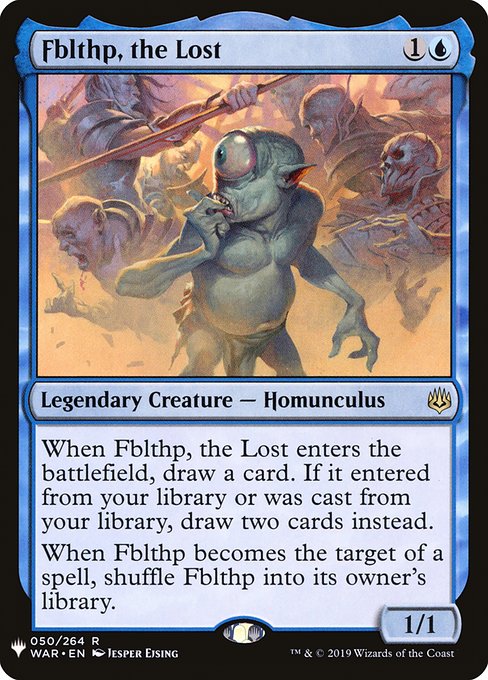 Fblthp, the Lost 1
Legendary Creature — Homunculus
When Fblthp, the Lost enters the
battlefield, draw a card. If it entered
from your library or was cast from
your library, draw two cards instead.
When Fblthp becomes the target of a
spell, shuffle Fblthp into its owner's
library.
1/1
050/264 R
WAR • EN Jesper Eising ™ & © 2019 Wizards of the Coast